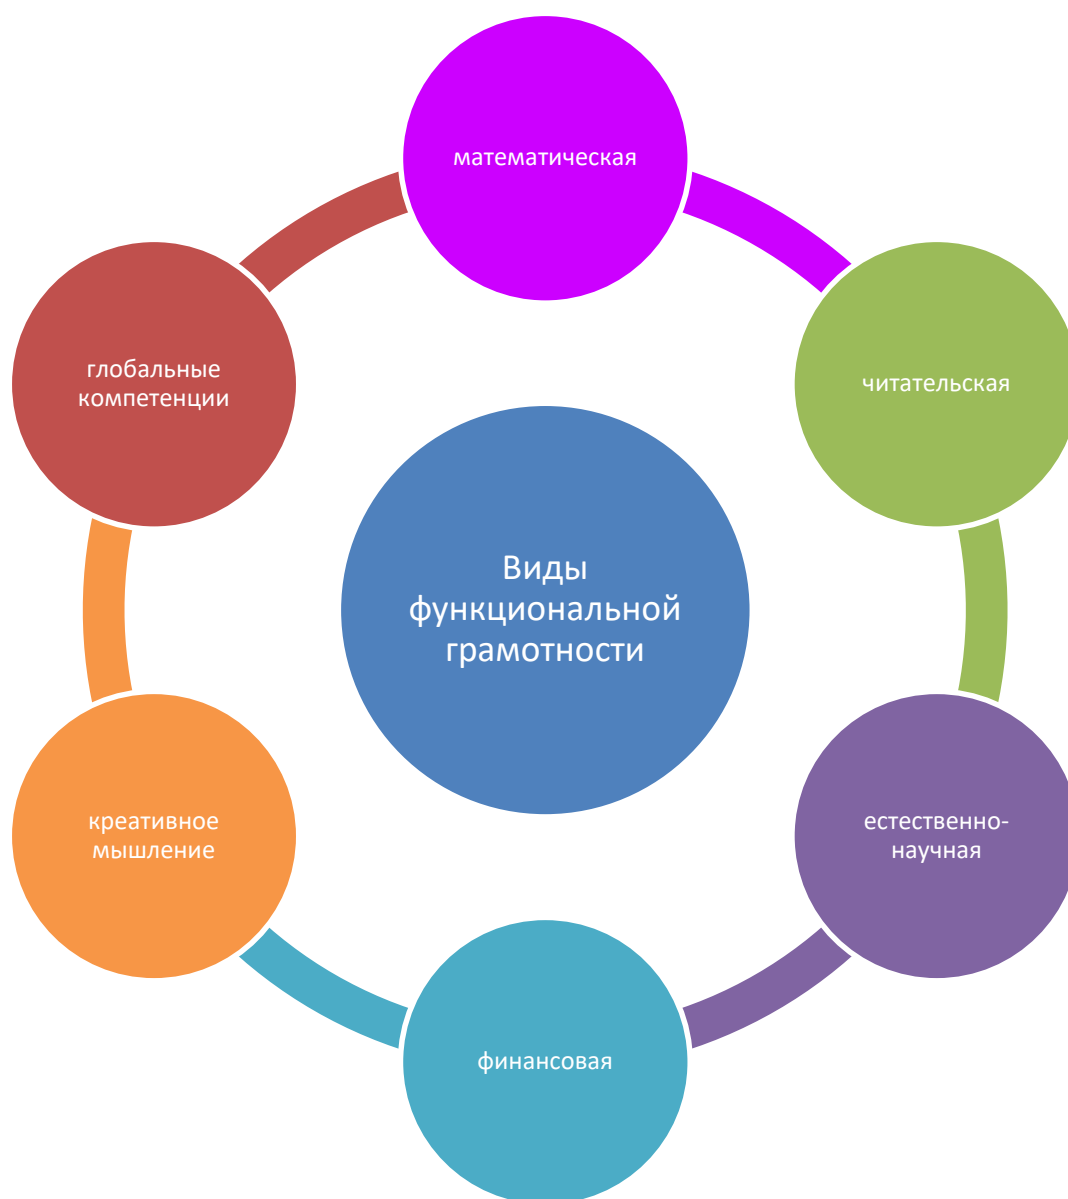 математическая
глобальные
компетенции
читательская
Виды
функциональной
грамотности
креативное
мышление
естественно-
научная
финансовая